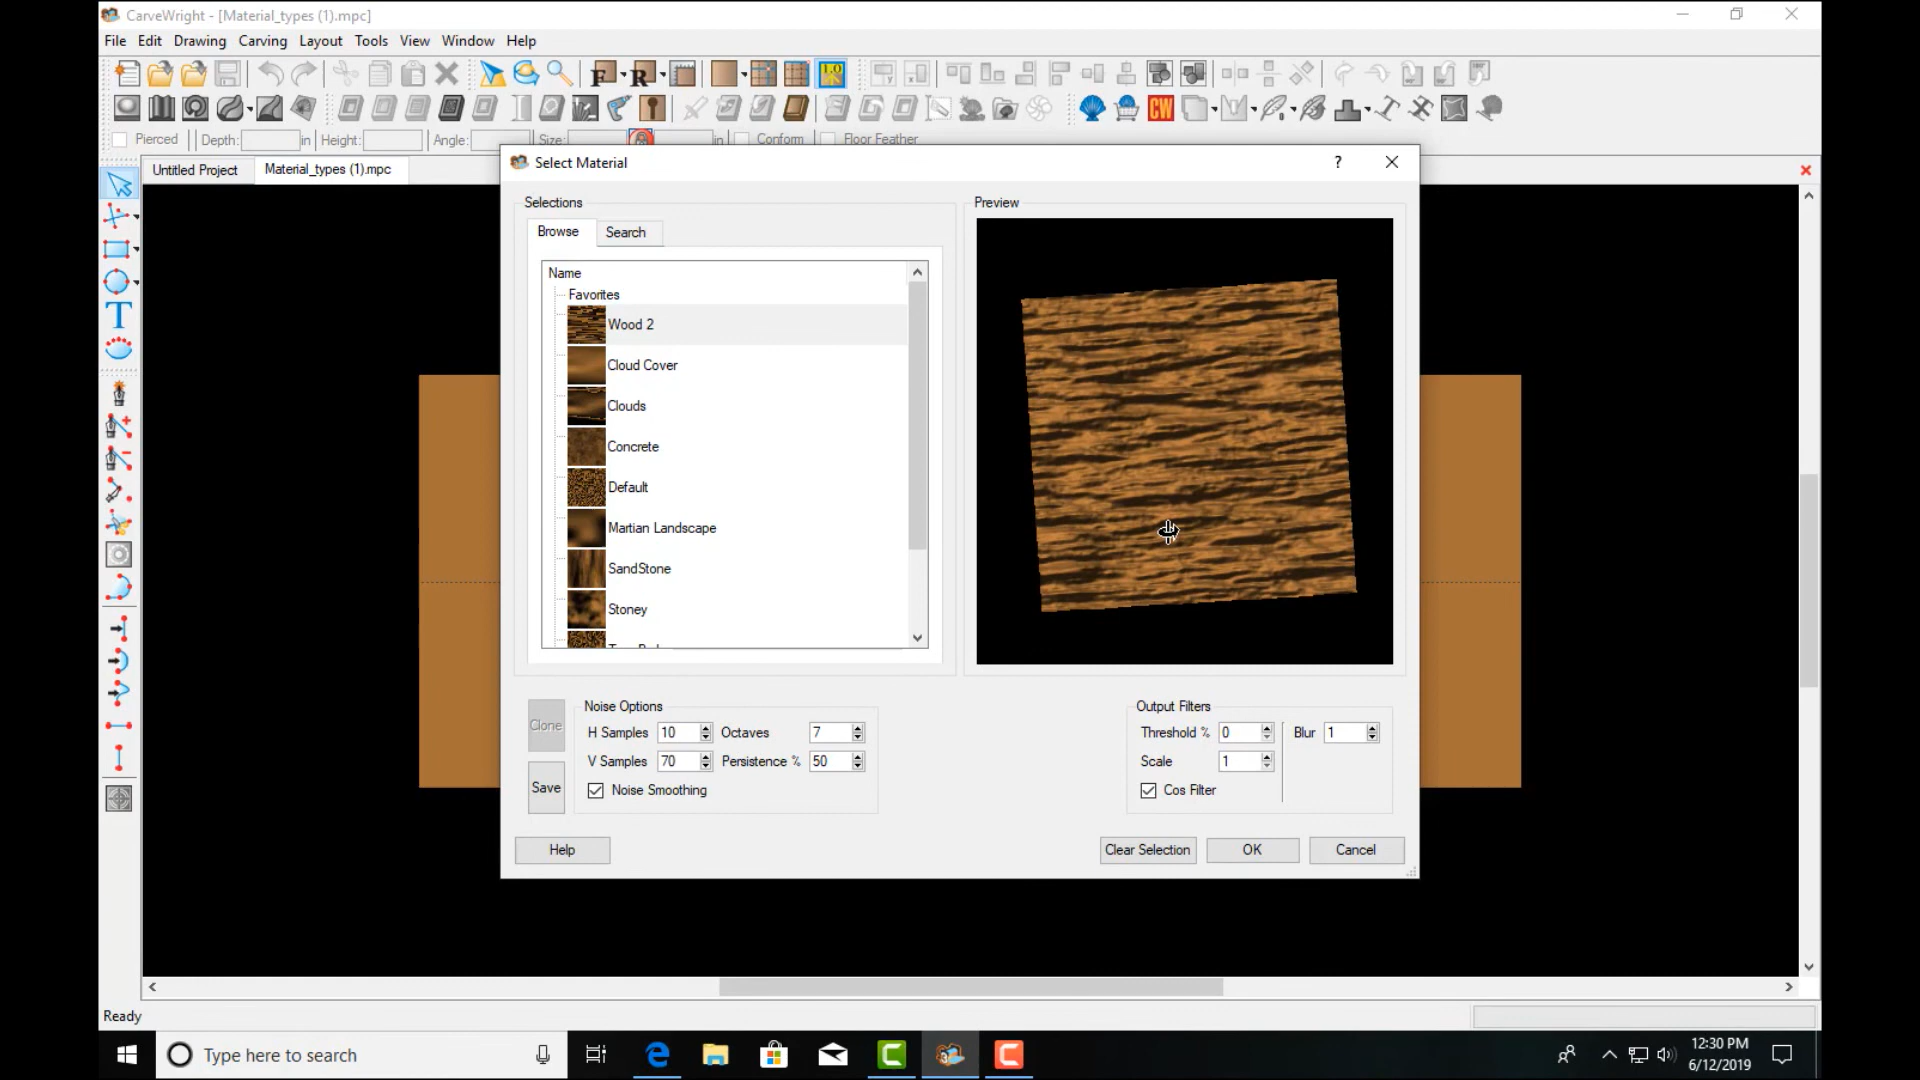 CarveWright - [Material_types (1).mpc]
File Edit Drawing Carving Layout Tools View Window Help
F R 1.0
CW
Pierced Depth: in Height: Angle: Size: in Conform Floor Feather
Untitled Project Material_types (1).mpc
Select Material ?
Selections Preview
Browse Search
Name
Favorites
Wood 2
Cloud Cover
Clouds
Concrete
Default
Martian Landscape
SandStone
Stoney
T
Clone Noise Options Output Filters
H Samples 10 Octaves 7 Threshold % 0 Blur 1
V Samples 70 Persistence % 50 Scale 1
Save Noise Smoothing Cos Filter
Help Clear Selection OK Cancel
Ready
Type here to search
12:30 PM
6/12/2019